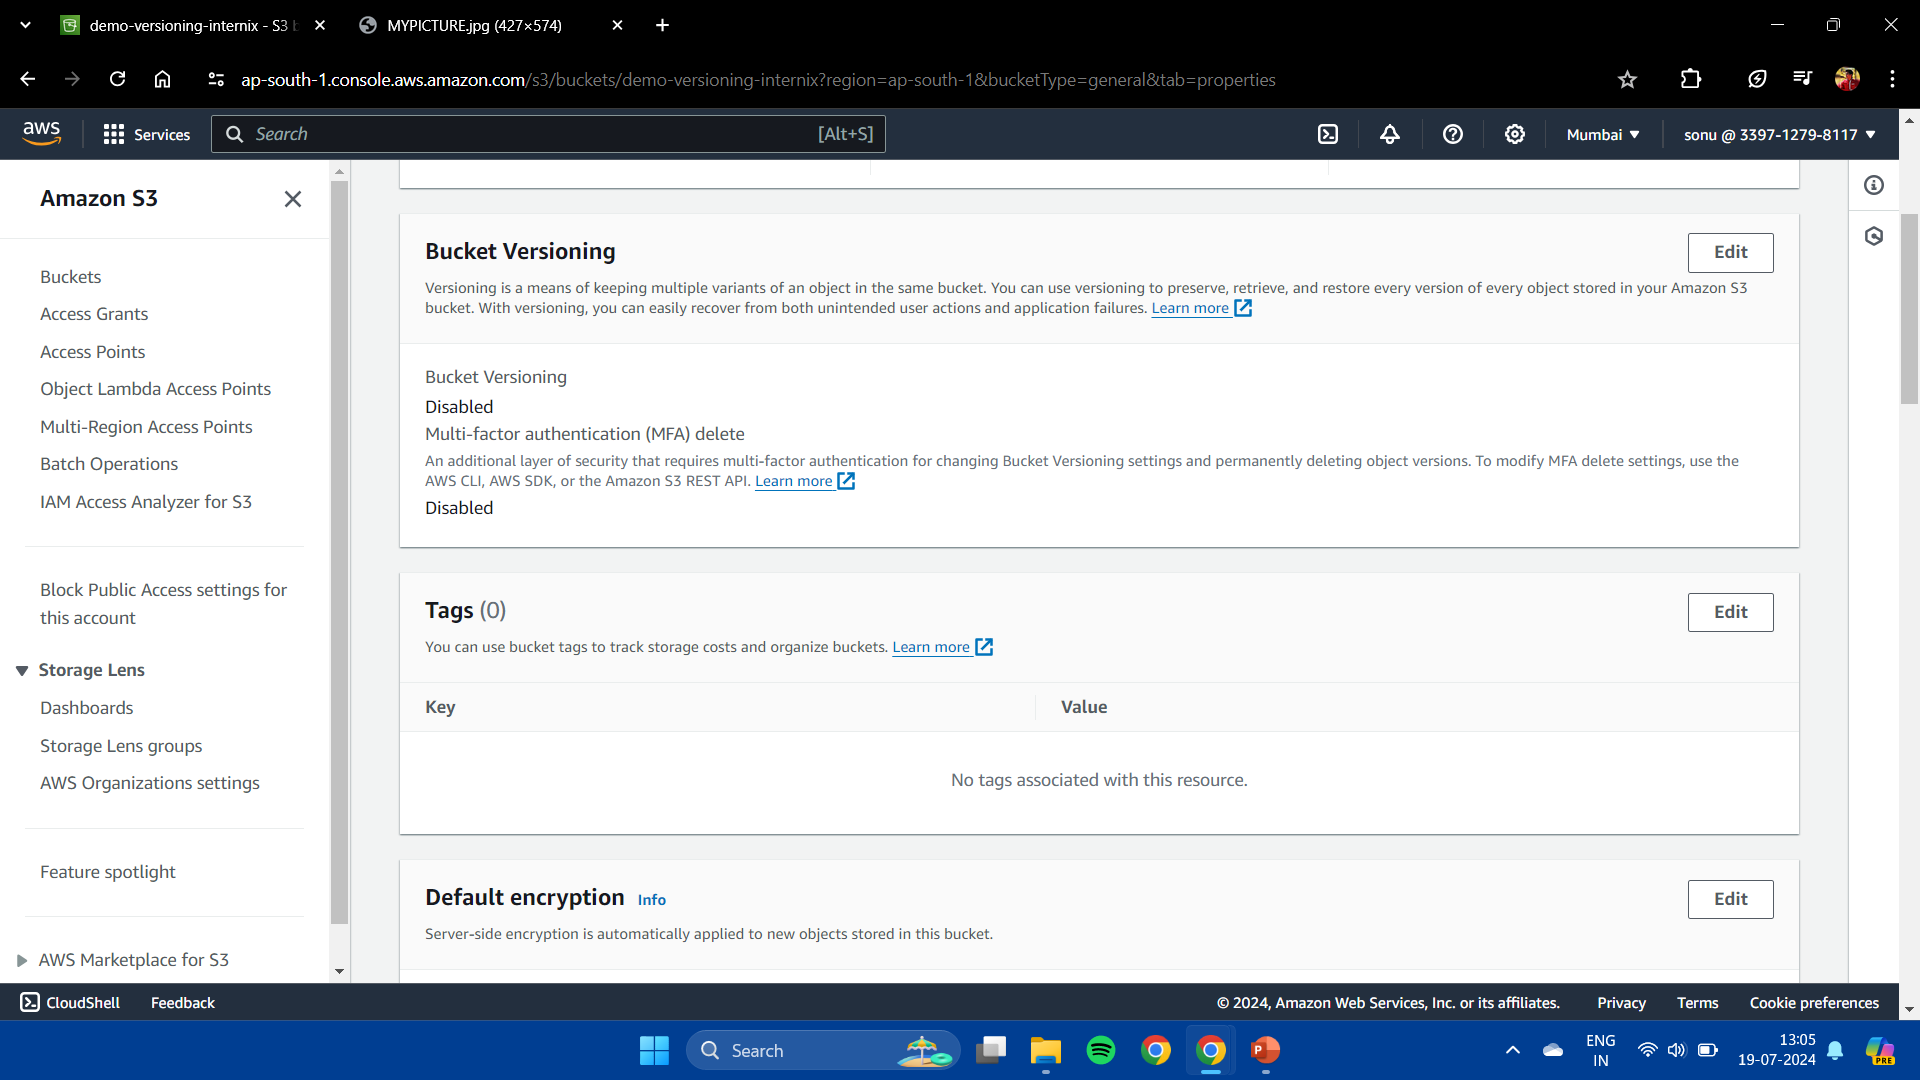 demo-versioning-internix - S3 b
MYPICTURE.jpg (427×574)
ap-south-1.console.aws.amazon.com/s3/buckets/demo-versioning-internix?region=ap-south-1&bucketType=general&tab=properties
aws
Services
Search
[Alt+S]
Mumbai
sonu @ 3397-1279-8117
Amazon S3
Buckets
Access Grants
Access Points
Object Lambda Access Points
Multi-Region Access Points
Batch Operations
IAM Access Analyzer for S3
Block Public Access settings for
this account
Storage Lens
Dashboards
Storage Lens groups
AWS Organizations settings
Feature spotlight
AWS Marketplace for S3
Bucket Versioning
Edit
Versioning is a means of keeping multiple variants of an object in the same bucket. You can use versioning to preserve, retrieve, and restore every version of every object stored in your Amazon S3
bucket. With versioning, you can easily recover from both unintended user actions and application failures. Learn more
Bucket Versioning
Disabled
Multi-factor authentication (MFA) delete
An additional layer of security that requires multi-factor authentication for changing Bucket Versioning settings and permanently deleting object versions. To modify MFA delete settings, use the
AWS CLI, AWS SDK, or the Amazon S3 REST API. Learn more
Disabled
Tags (0)
Edit
You can use bucket tags to track storage costs and organize buckets. Learn more
Key
Value
No tags associated with this resource.
Default encryption Info
Edit
Server-side encryption is automatically applied to new objects stored in this bucket.
CloudShell
Feedback
© 2024, Amazon Web Services, Inc. or its affiliates.
Privacy
Terms
Cookie preferences
Search
ENG
IN
13:05
19-07-2024
PRE